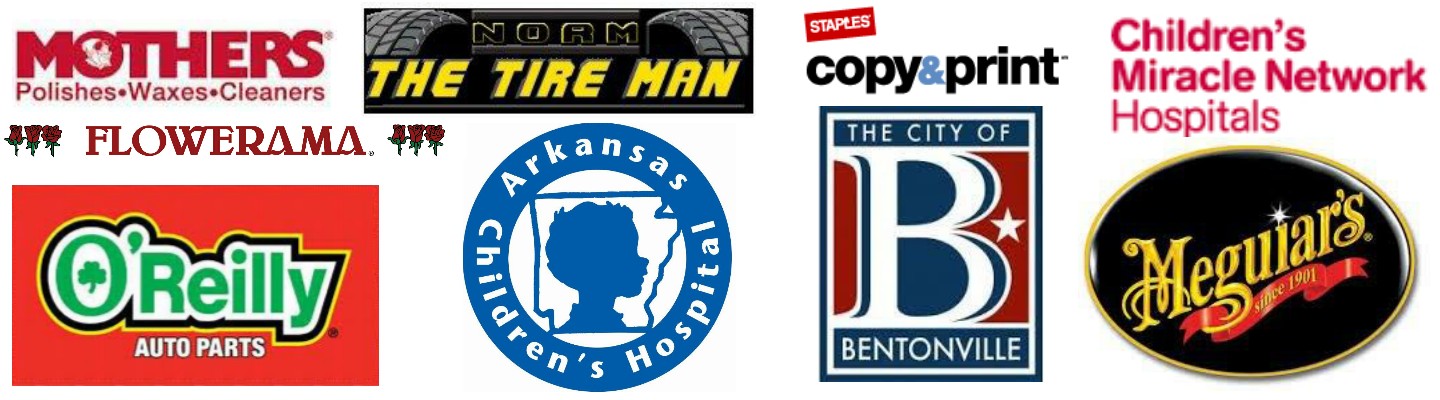 MOTHERS®
Polishes•Waxes•Cleaners
NORM
THE TIRE MAN
FLOWERAMA®
O'Reilly®
AUTO PARTS
Arkansas
Children's Hospital
STAPLES
copy&print™
THE CITY OF
B
BENTONVILLE
Children's
Miracle Network
Hospitals
Meguiar's®
since 1901